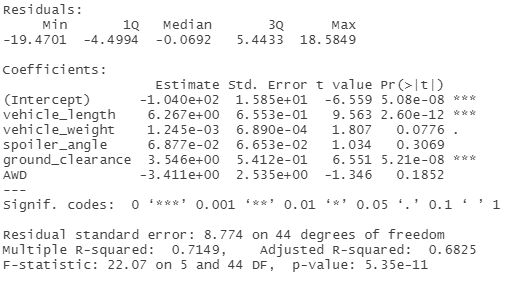 Residuals:
     Min       1Q   Median       3Q      Max
-19.4701  -4.4994  -0.0692   5.4433  18.5849
Coefficients:
                   Estimate Std. Error t value Pr(>|t|)
(Intercept)      -1.040e+02  1.585e+01  -6.559 5.08e-08 ***
vehicle_length    6.267e+00  6.553e-01   9.563 2.60e-12 ***
vehicle_weight    1.245e-03  6.890e-04   1.807   0.0776 .
spoiler_angle     6.877e-02  6.653e-02   1.034   0.3069
ground_clearance  3.546e+00  5.412e-01   6.551 5.21e-08 ***
AWD              -3.411e+00  2.535e+00  -1.346   0.1852
---
Signif. codes:  0 ‘***’ 0.001 ‘**’ 0.01 ‘*’ 0.05 ‘.’ 0.1 ‘ ’ 1
Residual standard error: 8.774 on 44 degrees of freedom
Multiple R-squared:  0.7149,	Adjusted R-squared:  0.6825
F-statistic: 22.07 on 5 and 44 DF,  p-value: 5.35e-11